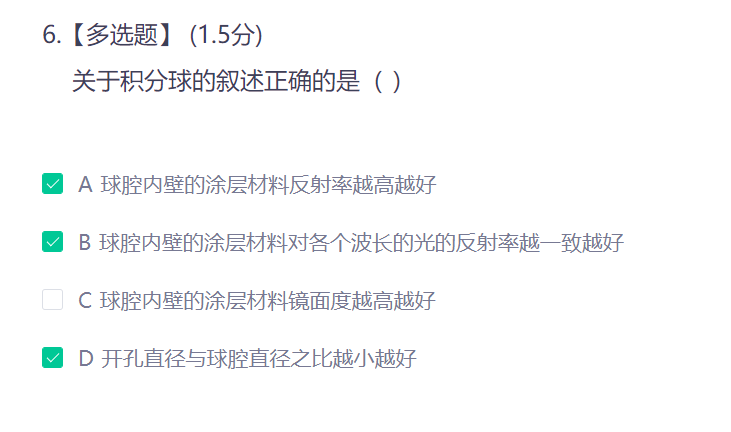 6.【多选题】 (1.5分)
关于积分球的叙述正确的是（ ）
A 球腔内壁的涂层材料反射率越高越好
B 球腔内壁的涂层材料对各个波长的光的反射率越一致越好
C 球腔内壁的涂层材料镜面度越高越好
D 开孔直径与球腔直径之比越小越好